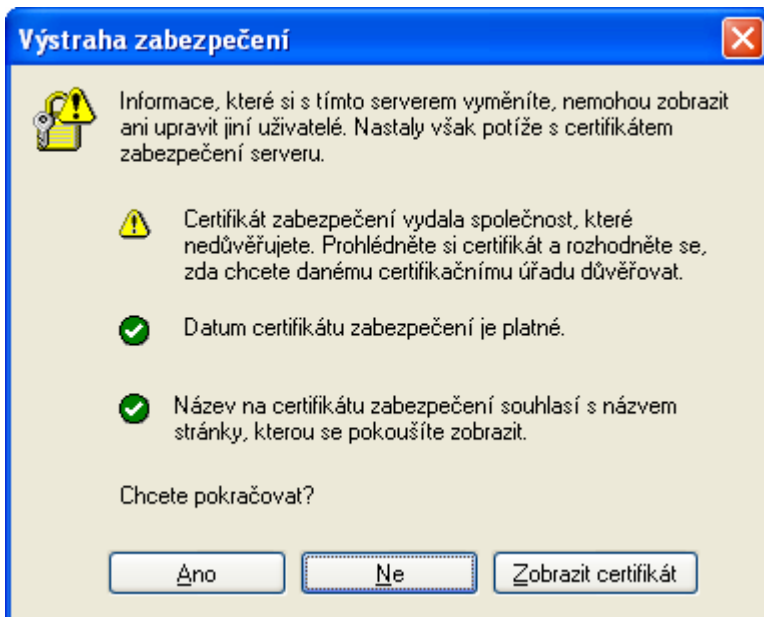 Výstraha zabezpečení
Informace, které si s tímto serverem vyměníte, nemohou zobrazit
ani upravit jiní uživatelé. Nastaly však potíže s certifikátem
zabezpečení serveru.
Certifikát zabezpečení vydala společnost, které
nedůvěřujete. Prohlédněte si certifikát a rozhodněte se,
zda chcete danému certifikačnímu úřadu důvěřovat.
Datum certifikátu zabezpečení je platné.
Název na certifikátu zabezpečení souhlasí s názvem
stránky, kterou se pokoušíte zobrazit.
Chcete pokračovat?
Ano Ne Zobrazit certifikát